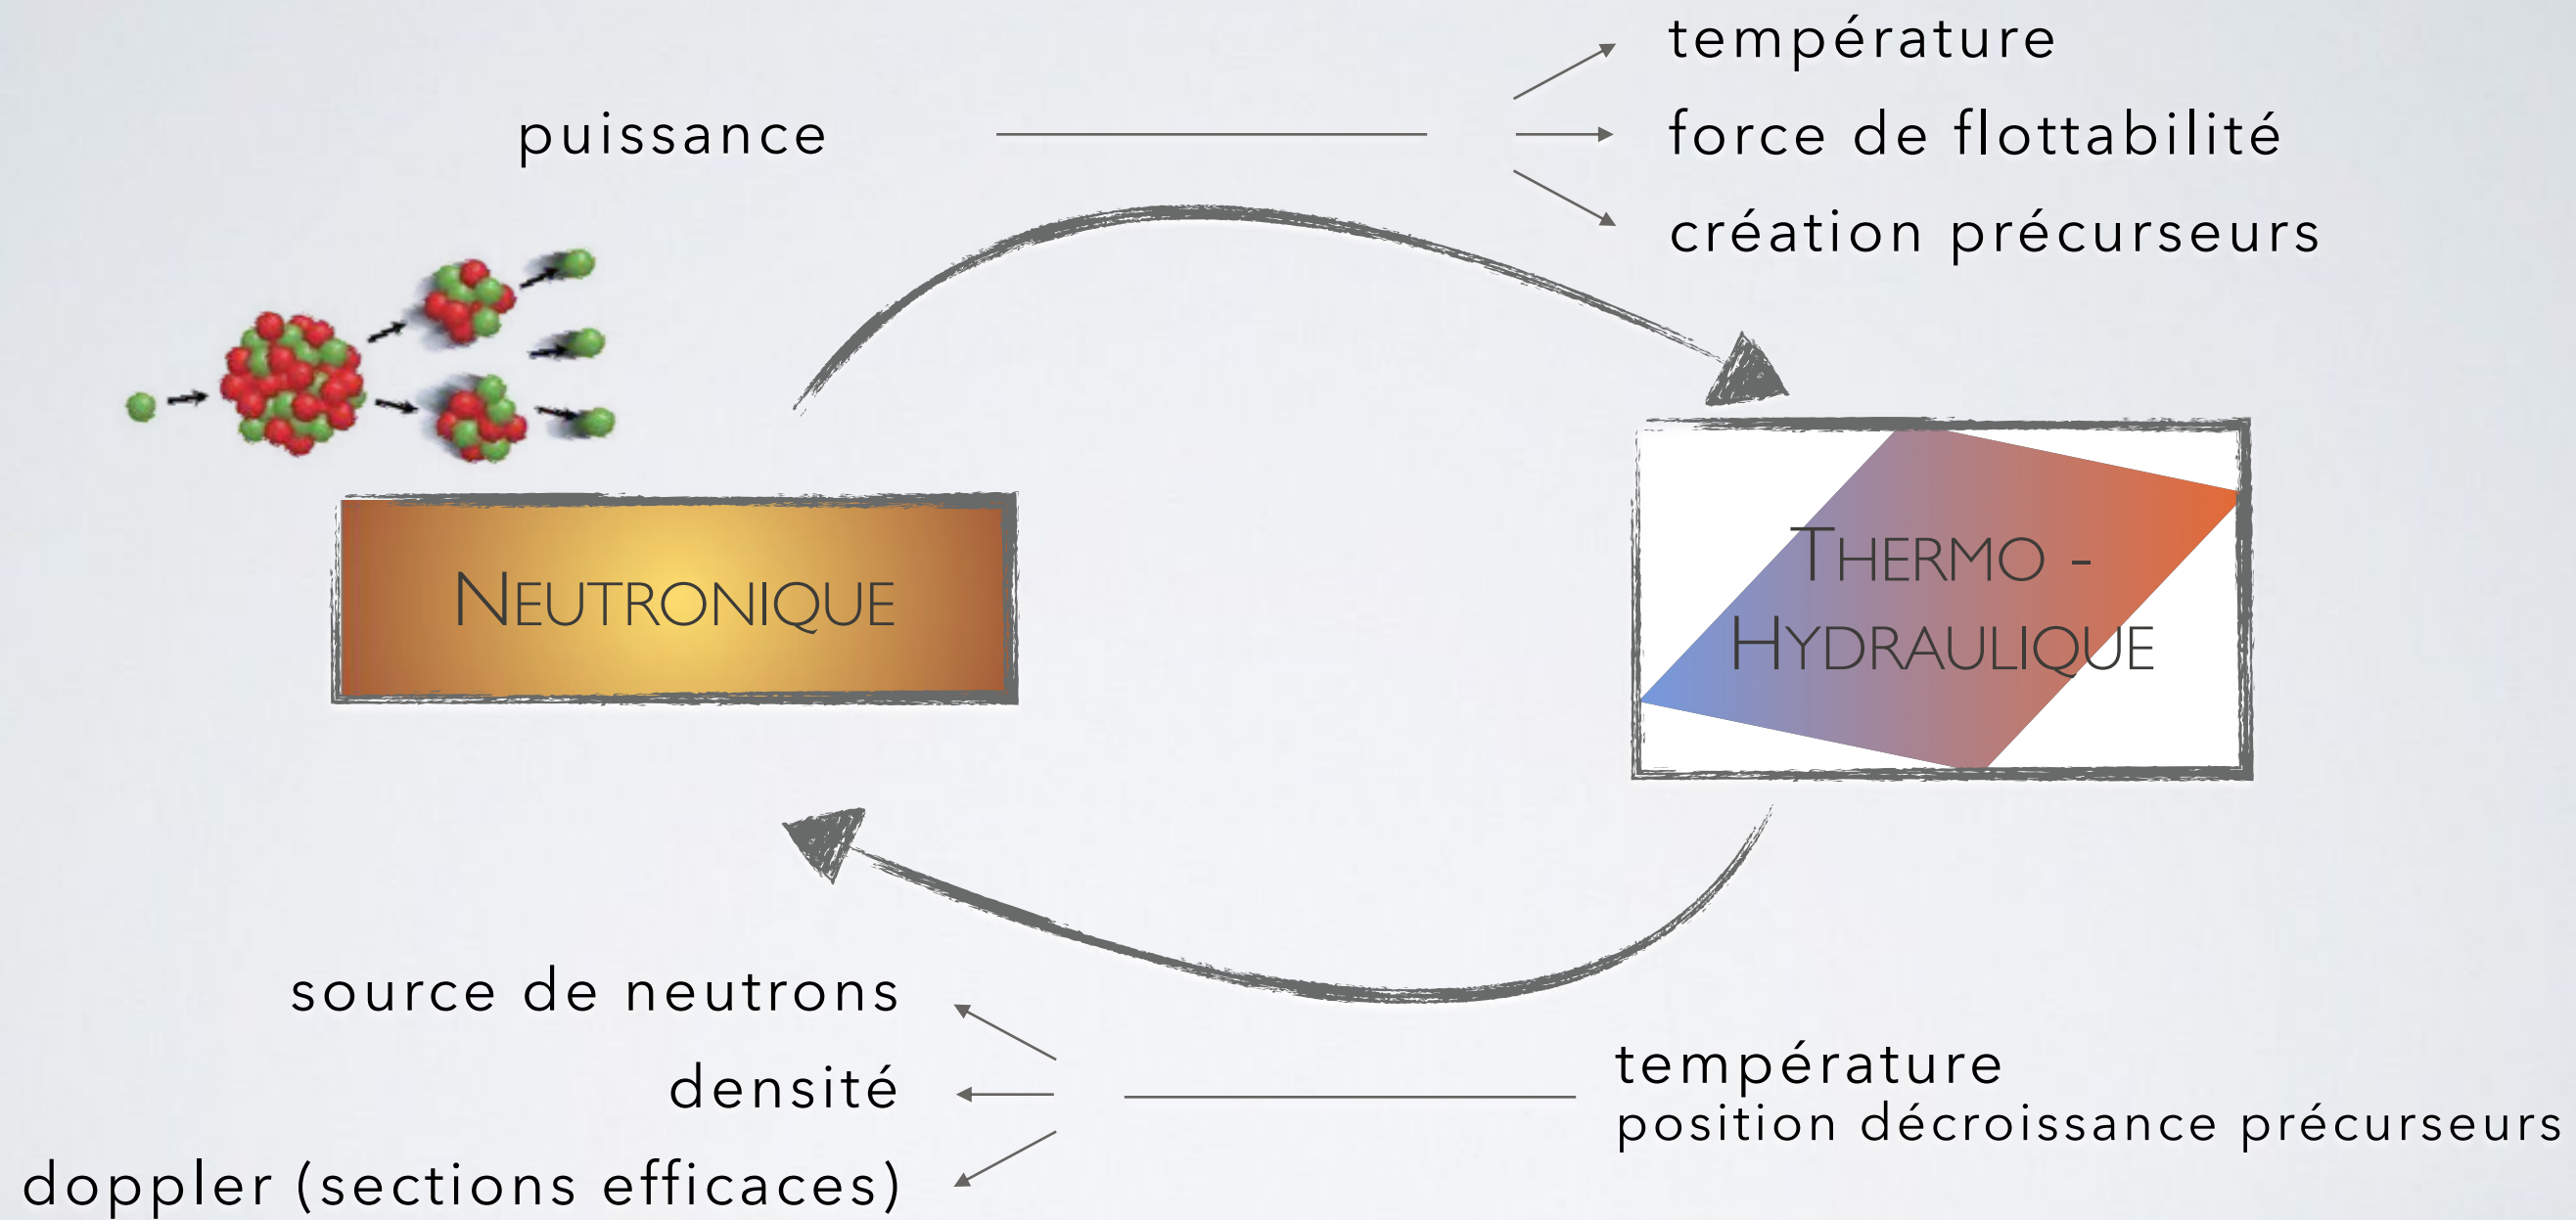 puissance
température
force de flottabilité
création précurseurs
NEUTRONIQUE
THERMO -
HYDRAULIQUE
source de neutrons
densité
doppler (sections efficaces)
température
position décroissance précurseurs